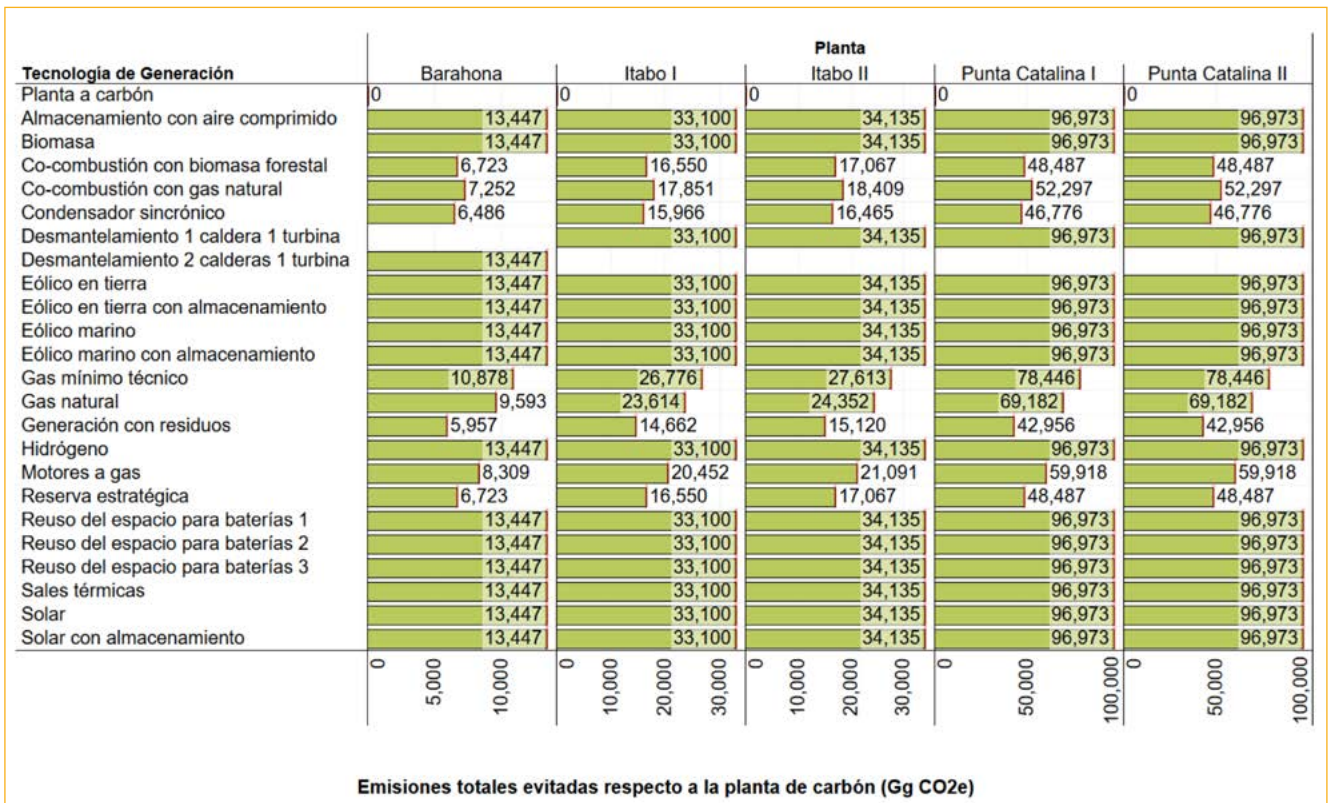 Planta
Tecnología de Generación Barahona Itabo I Itabo II Punta Catalina I Punta Catalina II
Planta a carbón 0 0 0 0 0
Almacenamiento con aire comprimido 13,447 33,100 34,135 96,973 96,973
Biomasa 13,447 33,100 34,135 96,973 96,973
Co-combustión con biomasa forestal 6,723 16,550 17,067 48,487 48,487
Co-combustión con gas natural 7,252 17,851 18,409 52,297 52,297
Condensador sincrónico 6,486 15,966 16,465 46,776 46,776
Desmantelamiento 1 caldera 1 turbina 33,100 34,135 96,973 96,973
Desmantelamiento 2 calderas 1 turbina 13,447
Eólico en tierra 13,447 33,100 34,135 96,973 96,973
Eólico en tierra con almacenamiento 13,447 33,100 34,135 96,973 96,973
Eólico marino 13,447 33,100 34,135 96,973 96,973
Eólico marino con almacenamiento 13,447 33,100 34,135 96,973 96,973
Gas mínimo técnico 10,878 26,776 27,613 78,446 78,446
Gas natural 9,593 23,614 24,352 69,182 69,182
Generación con residuos 5,957 14,662 15,120 42,956 42,956
Hidrógeno 13,447 33,100 34,135 96,973 96,973
Motores a gas 8,309 20,452 21,091 59,918 59,918
Reserva estratégica 6,723 16,550 17,067 48,487 48,487
Reuso del espacio para baterías 1 13,447 33,100 34,135 96,973 96,973
Reuso del espacio para baterías 2 13,447 33,100 34,135 96,973 96,973
Reuso del espacio para baterías 3 13,447 33,100 34,135 96,973 96,973
Sales térmicas 13,447 33,100 34,135 96,973 96,973
Solar 13,447 33,100 34,135 96,973 96,973
Solar con almacenamiento 13,447 33,100 34,135 96,973 96,973
0 5,000 10,000 0 10,000 20,000 30,000 0 10,000 20,000 30,000 0 50,000 100,000 0 50,000 100,000
Emisiones totales evitadas respecto a la planta de carbón (Gg CO2e)